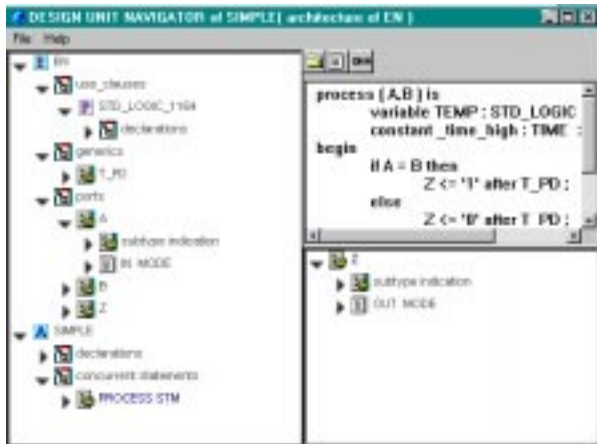 DESIGN UNIT NAVIGATOR of SIMPLE( architecture of EN )
File Help
EN
use_clauses
STD_LOGIC_1164
declarations
generics
T_PD
ports
A
subtype indication
IN MODE
B
Z
SIMPLE
declarations
concurrent statements
PROCESS STM
process ( A,B ) is
variable TEMP : STD_LOGIC
constant _time_high : TIME :
begin
if A = B then
Z <= '1' after T_PD ;
else
Z <= '0' after T_PD ;
Z
subtype indication
OUT MODE